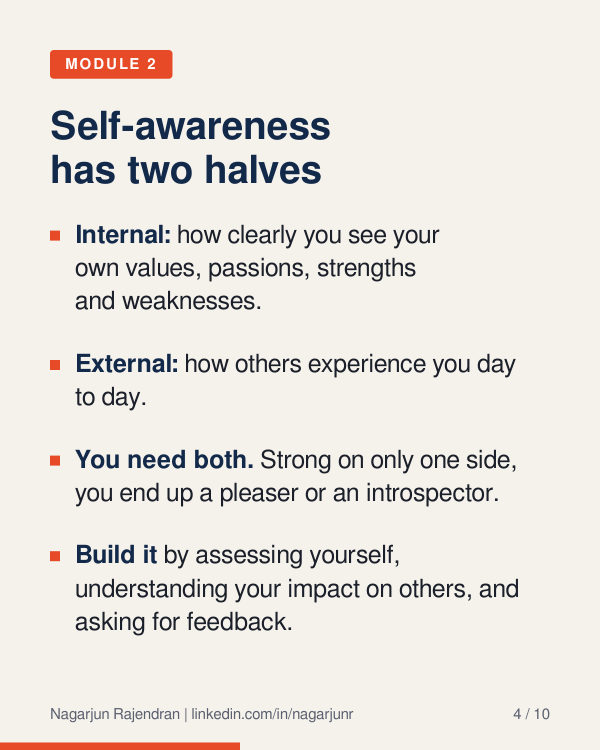 MODULE 2
Self-awareness
has two halves
Internal: how clearly you see your
own values, passions, strengths
and weaknesses.
External: how others experience you day
to day.
You need both. Strong on only one side,
you end up a pleaser or an introspector.
Build it by assessing yourself,
understanding your impact on others, and
asking for feedback.
Nagarjun Rajendran | linkedin.com/in/nagarjunr
4 / 10